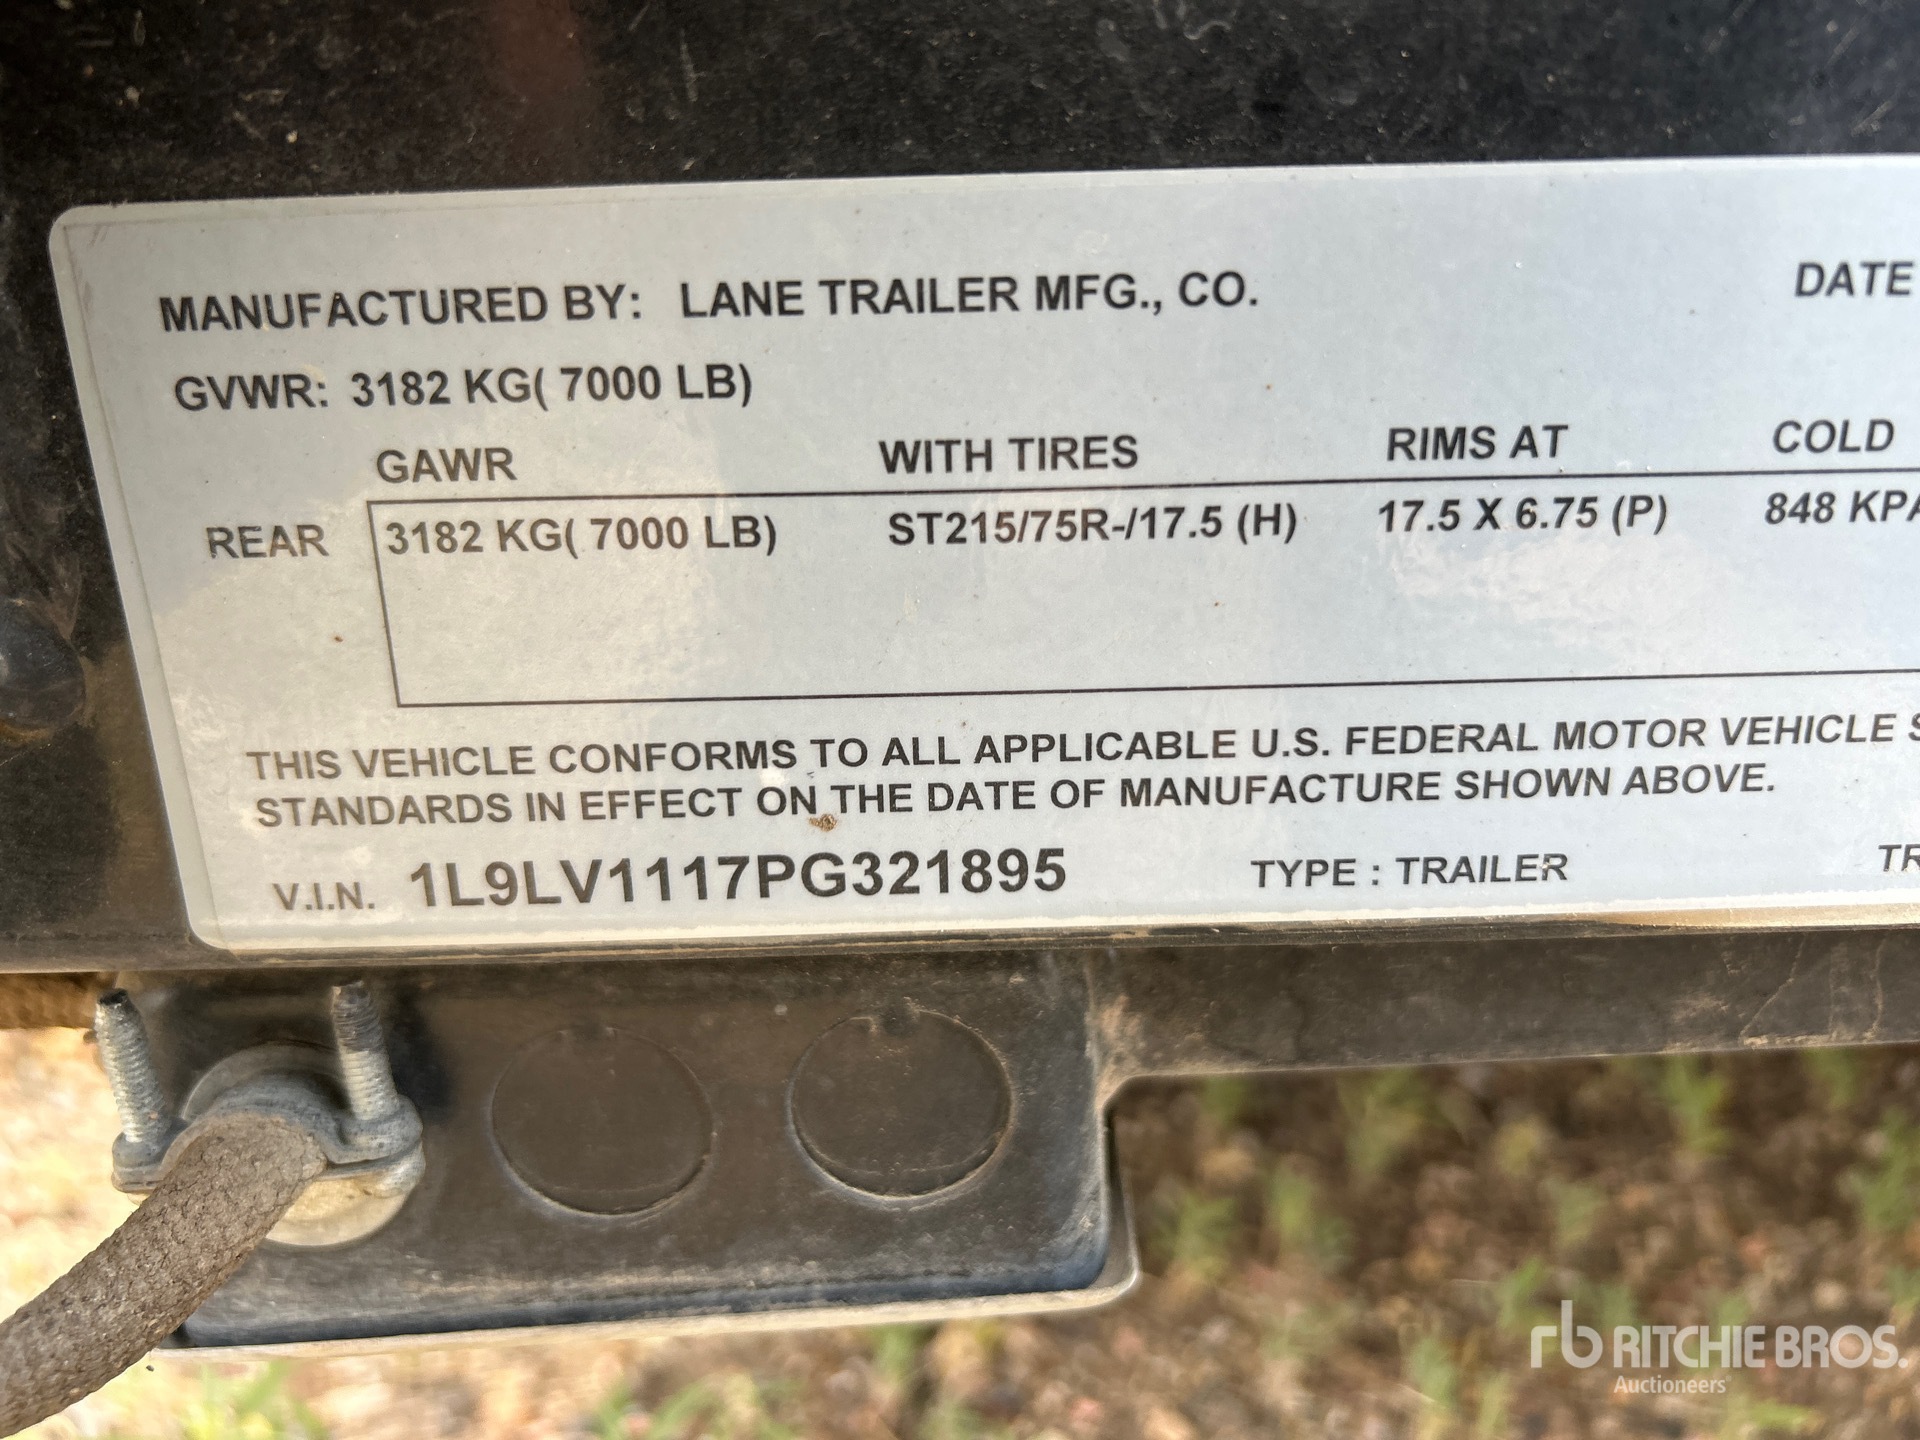 MANUFACTURED BY: LANE TRAILER MFG., CO. DATE
GVWR: 3182 KG( 7000 LB)
GAWR WITH TIRES RIMS AT COLD
REAR 3182 KG( 7000 LB) ST215/75R-/17.5 (H) 17.5 X 6.75 (P) 848 KPA
THIS VEHICLE CONFORMS TO ALL APPLICABLE U.S. FEDERAL MOTOR VEHICLE S
STANDARDS IN EFFECT ON THE DATE OF MANUFACTURE SHOWN ABOVE.
V.I.N. 1L9LV1117PG321895 TYPE : TRAILER TR
rb RITCHIE BROS.
Auctioneers